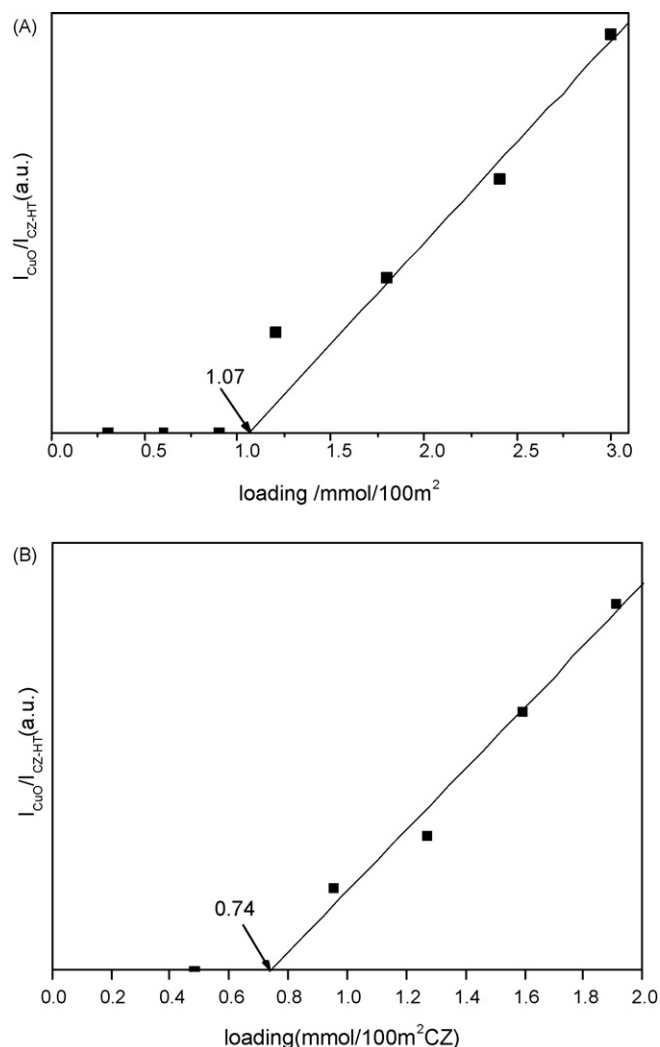 (A)
I_CuO/I_CZ-HT(a.u.)
1.07
0.0 0.5 1.0 1.5 2.0 2.5 3.0
loading /mmol/100m²
(B)
I_CuO/I_CZ-HT(a.u.)
0.74
0.0 0.2 0.4 0.6 0.8 1.0 1.2 1.4 1.6 1.8 2.0
loading(mmol/100m²CZ)